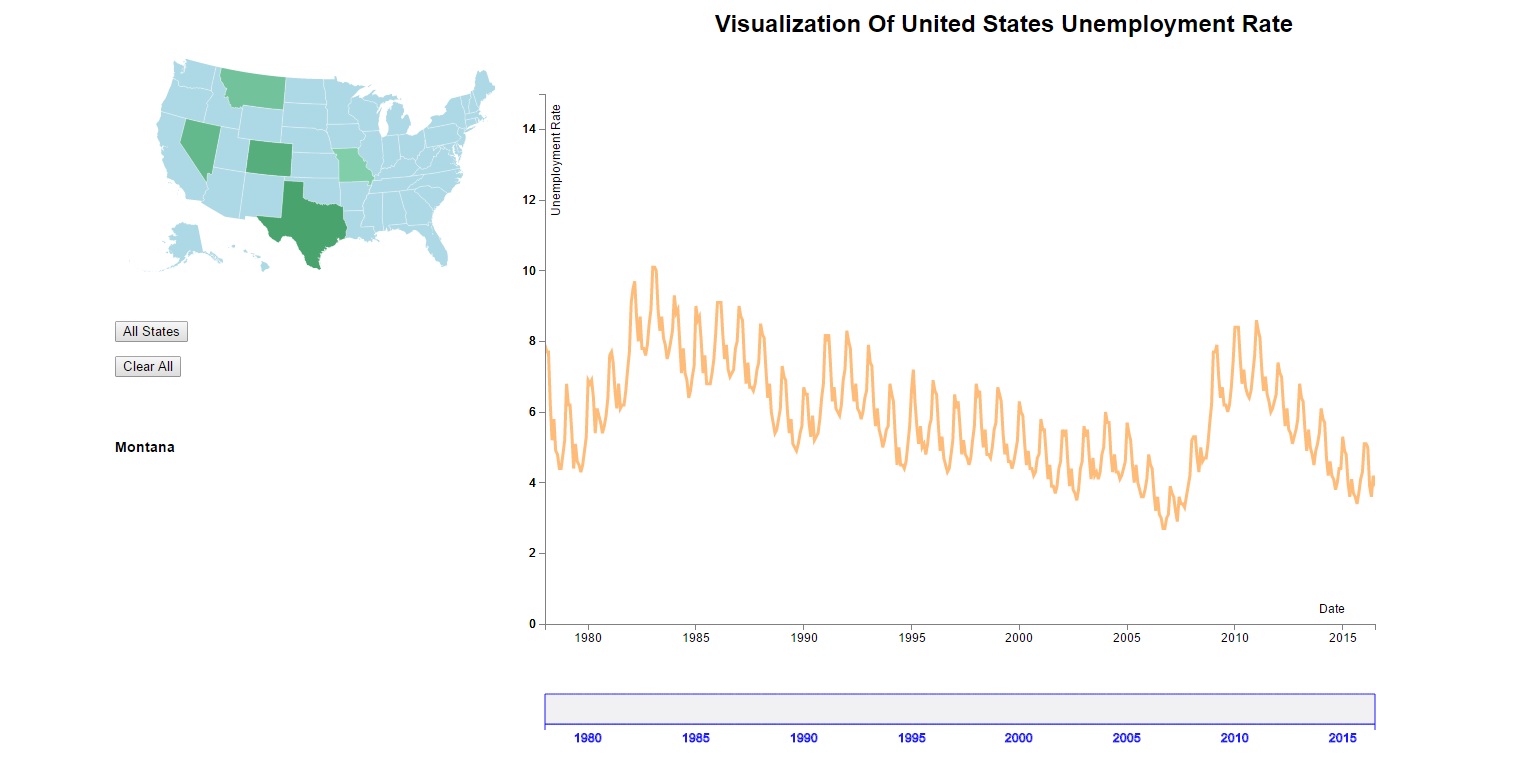 Visualization Of United States Unemployment Rate
All States
Clear All
Montana
Unemployment Rate
14
12
10
8
6
4
2
0
Date
1980 1985 1990 1995 2000 2005 2010 2015
1980 1985 1990 1995 2000 2005 2010 2015